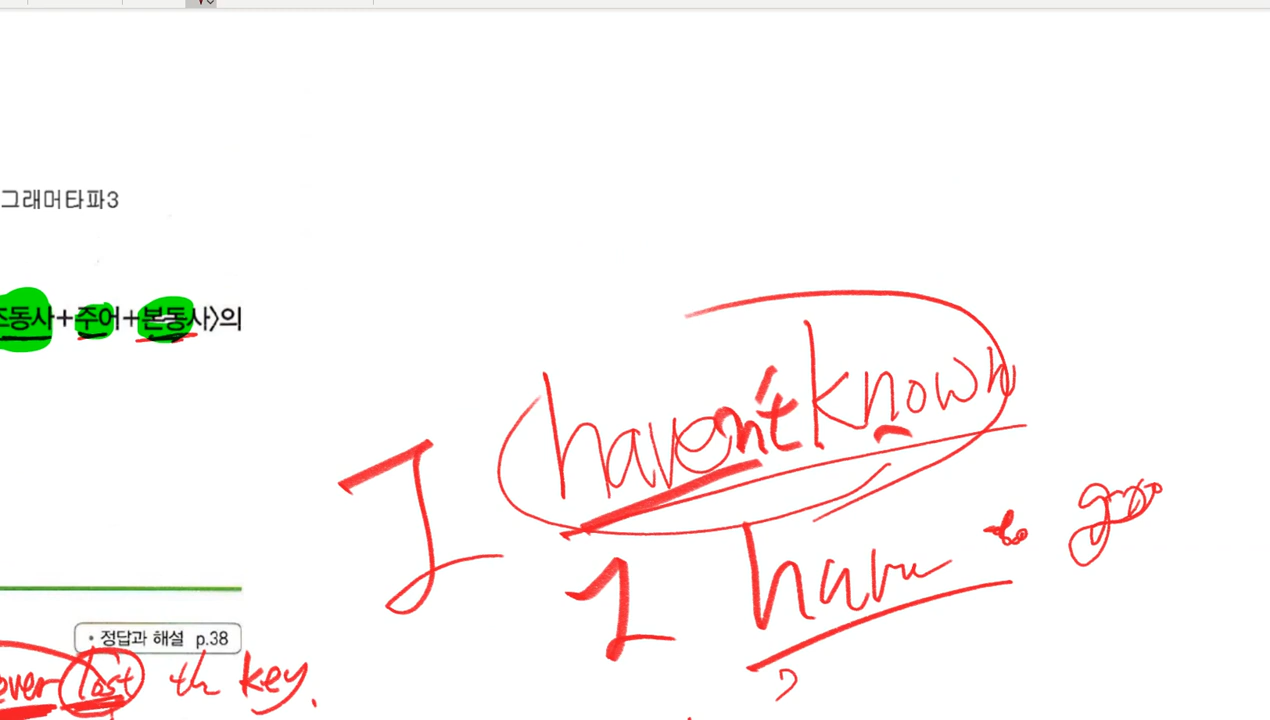 그래머타파3
조동사+주어+본동사>의
I haven't known
I have to go
• 정답과 해설 p.38
ever lost the key.